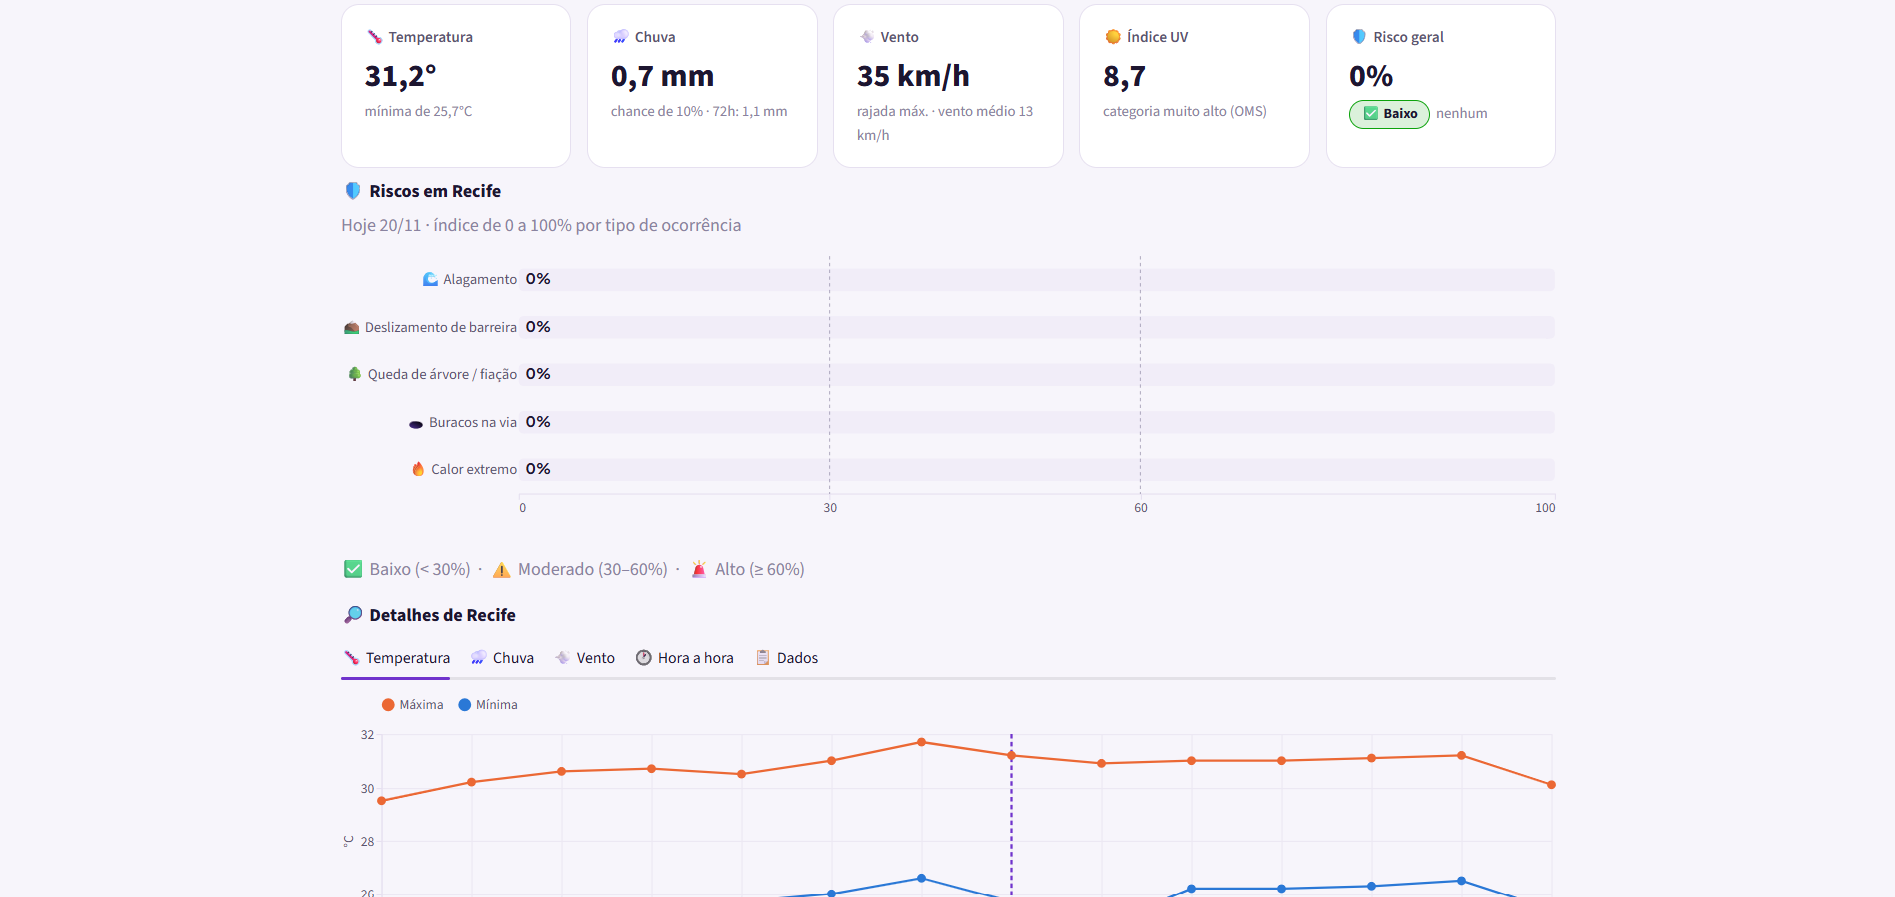 Temperatura
31,2°
mínima de 25,7°C
Chuva
0,7 mm
chance de 10% · 72h: 1,1 mm
Vento
35 km/h
rajada máx. · vento médio 13
km/h
Índice UV
8,7
categoria muito alto (OMS)
Risco geral
0%
Baixo nenhum
Riscos em Recife
Hoje 20/11 · índice de 0 a 100% por tipo de ocorrência
Alagamento 0%
Deslizamento de barreira 0%
Queda de árvore / fiação 0%
Buracos na via 0%
Calor extremo 0%
0 30 60 100
Baixo (< 30%) · Moderado (30–60%) · Alto (≥ 60%)
Detalhes de Recife
Temperatura Chuva Vento Hora a hora Dados
Máxima Mínima
32
30
°C 28
26